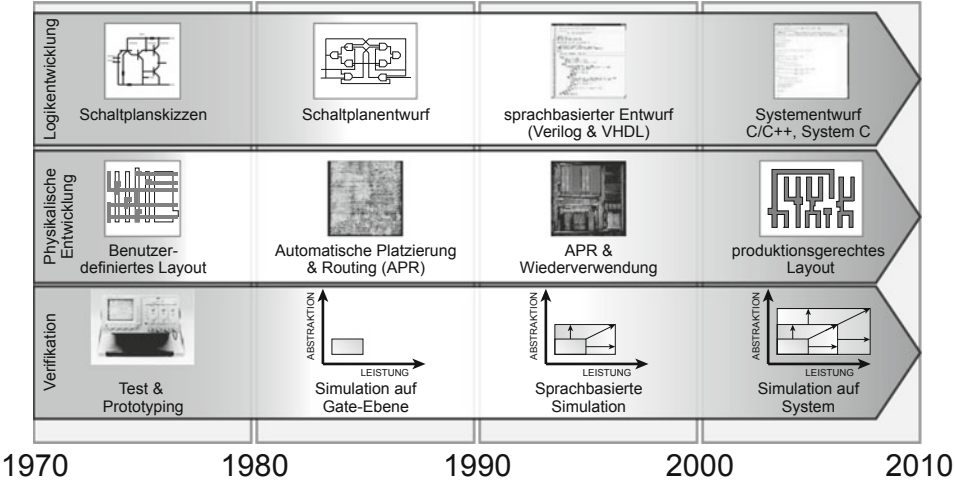 Logikentwicklung
Schaltplanskizzen
Schaltplanentwurf
sprachbasierter Entwurf
(Verilog & VHDL)
Systementwurf
C/C++, System C
Physikalische
Entwicklung
Benutzer-
definiertes Layout
Automatische Platzierung
& Routing (APR)
APR &
Wiederverwendung
produktionsgerechtes
Layout
Verifikation
Test &
Prototyping
ABSTRAKTION
LEISTUNG
Simulation auf
Gate-Ebene
ABSTRAKTION
LEISTUNG
Sprachbasierte
Simulation
ABSTRAKTION
LEISTUNG
Simulation auf
System
1970 1980 1990 2000 2010